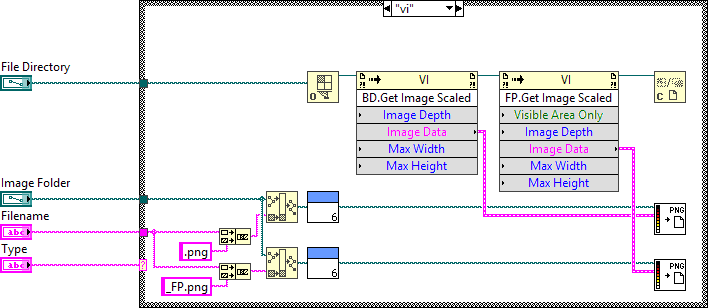 "vi"
File Directory
O
VI
BD.Get Image Scaled
Image Depth
Image Data
Max Width
Max Height
VI
FP.Get Image Scaled
Visible Area Only
Image Depth
Image Data
Max Width
Max Height
C
Image Folder
Filename
abc
Type
abc
.png
6
PNG
_FP.png
6
PNG